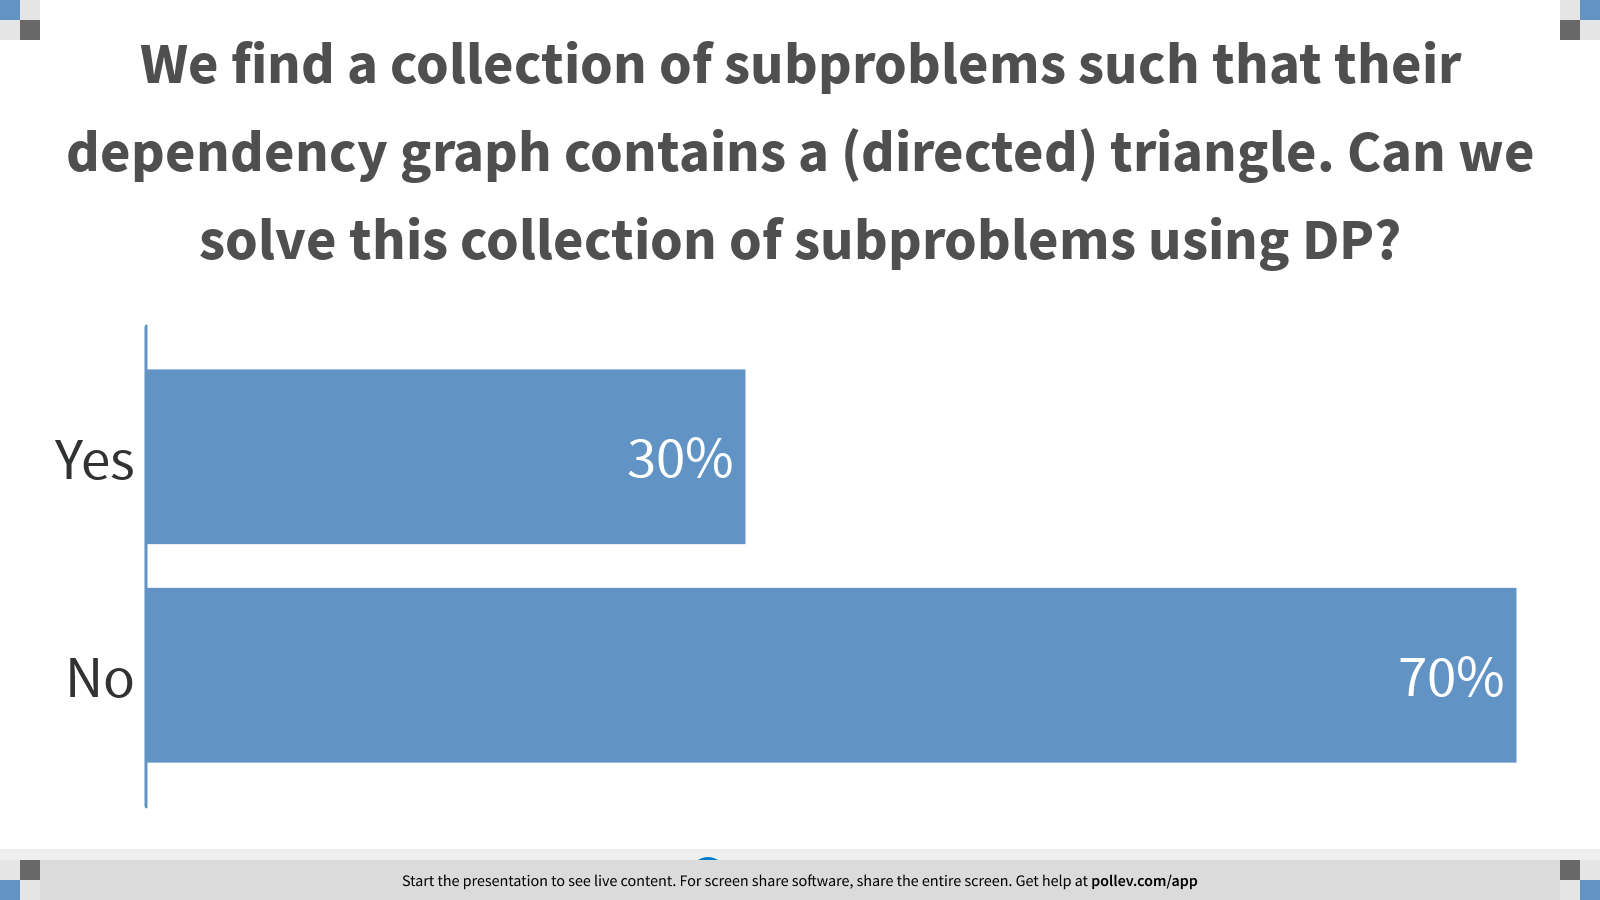 We find a collection of subproblems such that their
dependency graph contains a (directed) triangle. Can we
solve this collection of subproblems using DP?
Yes
30%
No
70%
Start the presentation to see live content. For screen share software, share the entire screen. Get help at pollev.com/app